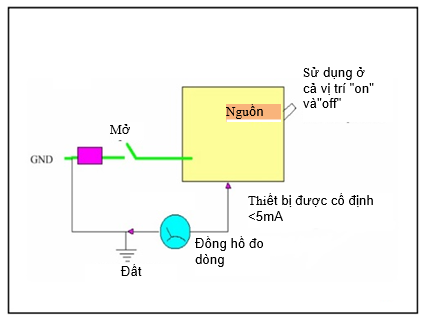 Sử dụng ở
cả vị trí "on"
và"off"
Nguồn
Mở
GND
Thiết bị được cố định
<5mA
Đồng hồ đo
dòng
Đất